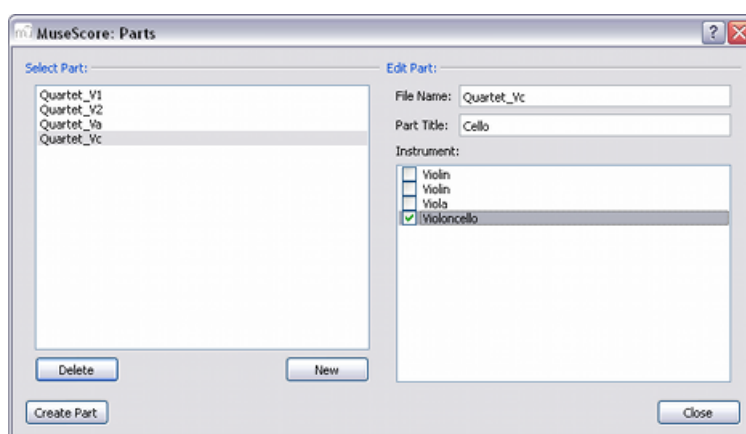 MuseScore: Parts
Select Part:
Quartet_V1
Quartet_V2
Quartet_Va
Quartet_Vc
Delete
New
Create Part
Edit Part:
File Name: Quartet_Vc
Part Title: Cello
Instrument:
Violin
Violin
Viola
Violoncello
Close